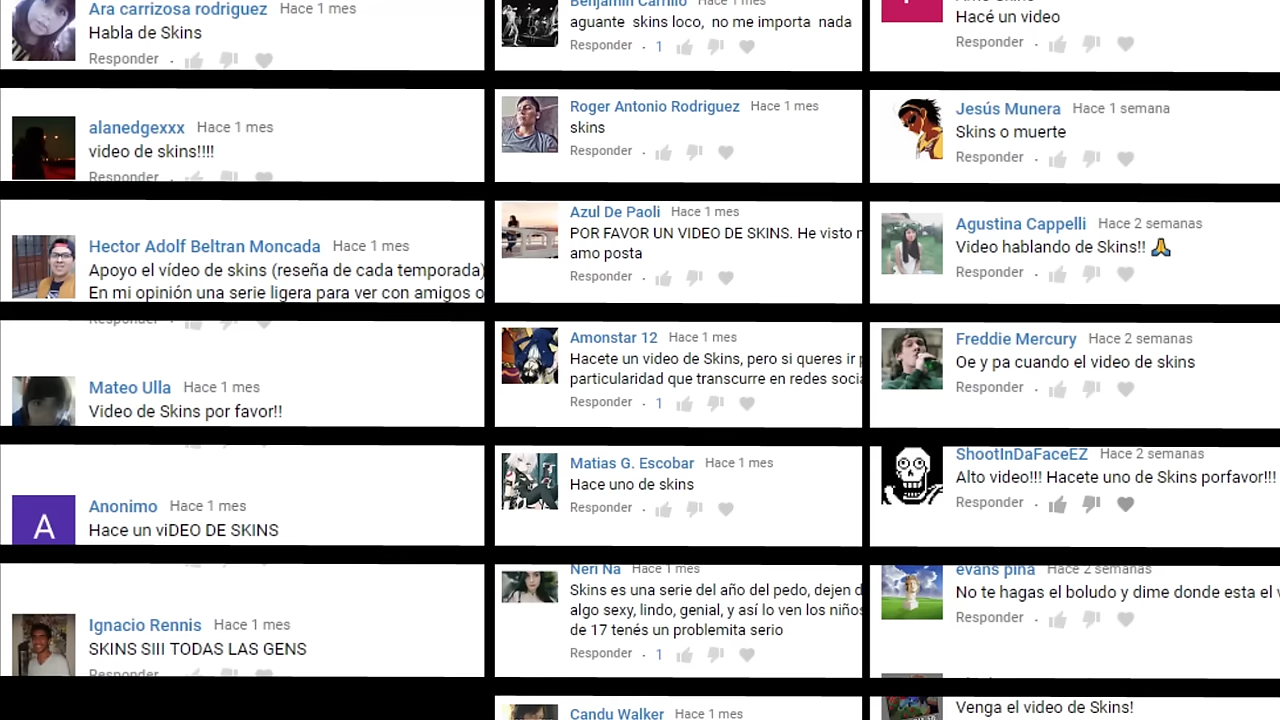 Ara carrizosa rodriguez Hace 1 mes
Habla de Skins
Responder
alanedgexxx Hace 1 mes
video de skins!!!!
Responder
Hector Adolf Beltran Moncada Hace 1 mes
Apoyo el vídeo de skins (reseña de cada temporada)
En mi opinión una serie ligera para ver con amigos o
Responder
Mateo Ulla Hace 1 mes
Video de Skins por favor!!
A
Anonimo Hace 1 mes
Hace un viDEO DE SKINS
Ignacio Rennis Hace 1 mes
SKINS SIII TODAS LAS GENS
Responder
Benjamin Carrillo Hace 1 mes
aguante skins loco, no me importa nada
Responder · 1
Roger Antonio Rodriguez Hace 1 mes
skins
Responder
Azul De Paoli Hace 1 mes
POR FAVOR UN VIDEO DE SKINS. He visto
amo posta
Responder
Amonstar 12 Hace 1 mes
Hacete un video de Skins, pero si queres ir
particularidad que transcurre en redes
Responder · 1
Matias G. Escobar Hace 1 mes
Hace uno de skins
Responder
Neri Na Hace 1 mes
Skins es una serie del año del pedo, dejen
algo sexy, lindo, genial, y así lo ven los niños
de 17 tenés un problemita serio
Responder · 1
Candu Walker Hace 1 mes
Hacé un video
Responder
Jesús Munera Hace 1 semana
Skins o muerte
Responder
Agustina Cappelli Hace 2 semanas
Video hablando de Skins!! 🙏
Responder
Freddie Mercury Hace 2 semanas
Oe y pa cuando el video de skins
Responder
ShootInDaFaceEZ Hace 2 semanas
Alto video!!! Hacete uno de Skins porfavor!!!
Responder
evans piña Hace 2 semanas
No te hagas el boludo y dime donde esta el
Responder
Venga el video de Skins!